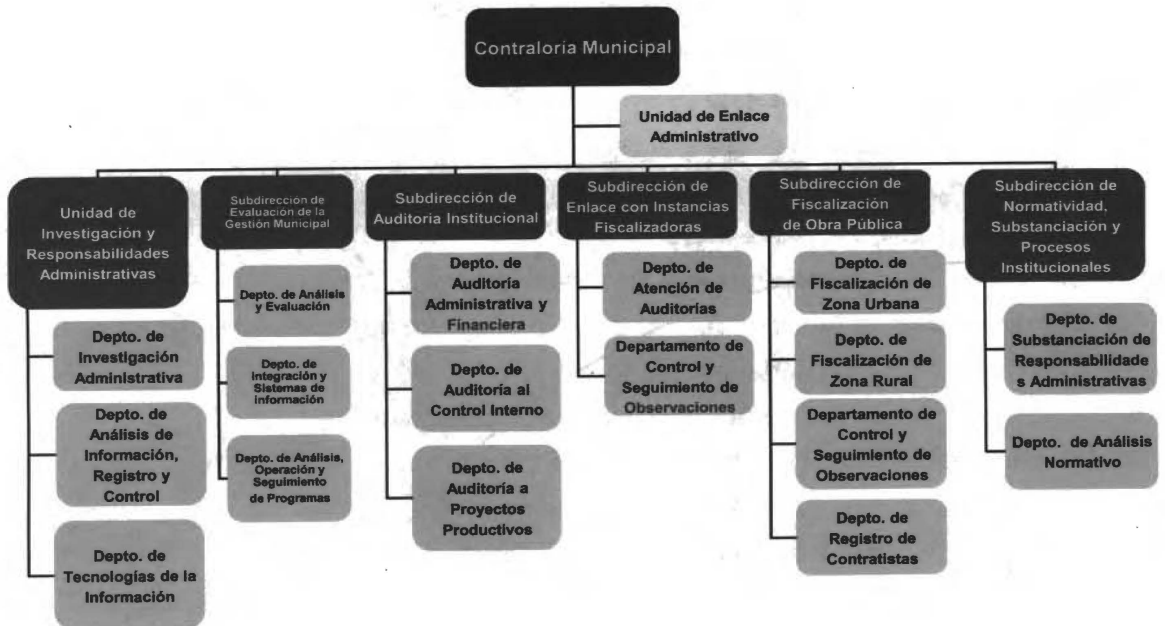 Contraloría Municipal
Unidad de Enlace
Administrativo
Unidad de
Investigación y
Responsabilidades
Administrativas
Depto. de
Investigación
Administrativa
Depto. de
Análisis de
Información,
Registro y
Control
Depto. de
Tecnologías de la
Información
Subdirección de
Evaluación de la
Gestión Municipal
Depto. de Análisis
y Evaluación
Depto. de
Integración y
Sistemas de
información
Depto. de Análisis,
Operación y
Seguimiento
de Programas
Subdirección de
Auditoría Institucional
Depto. de
Auditoría
Administrativa y
Financiera
Depto. de
Auditoría al
Control Interno
Depto. de
Auditoría a
Proyectos
Productivos
Subdirección de
Enlace con Instancias
Fiscalizadoras
Depto. de
Atención de
Auditorías
Departamento de
Control y
Seguimiento de
Observaciones
Subdirección de
Fiscalización
de Obra Pública
Depto. de
Fiscalización de
Zona Urbana
Depto. de
Fiscalización de
Zona Rural
Departamento de
Control y
Seguimiento de
Observaciones
Depto. de
Registro de
Contratistas
Subdirección de
Normatividad,
Substanciación y
Procesos
Institucionales
Depto. de
Substanciación de
Responsabilidade
s Administrativas
Depto. de Análisis
Normativo